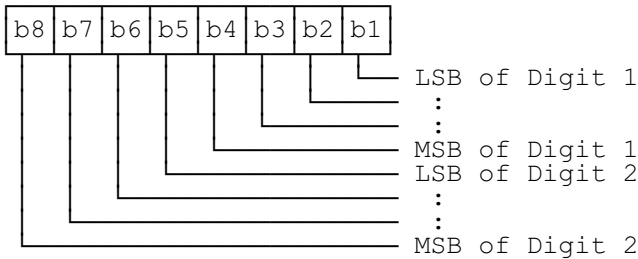 b8 b7 b6 b5 b4 b3 b2 b1
LSB of Digit 1
:
:
MSB of Digit 1
LSB of Digit 2
:
:
MSB of Digit 2